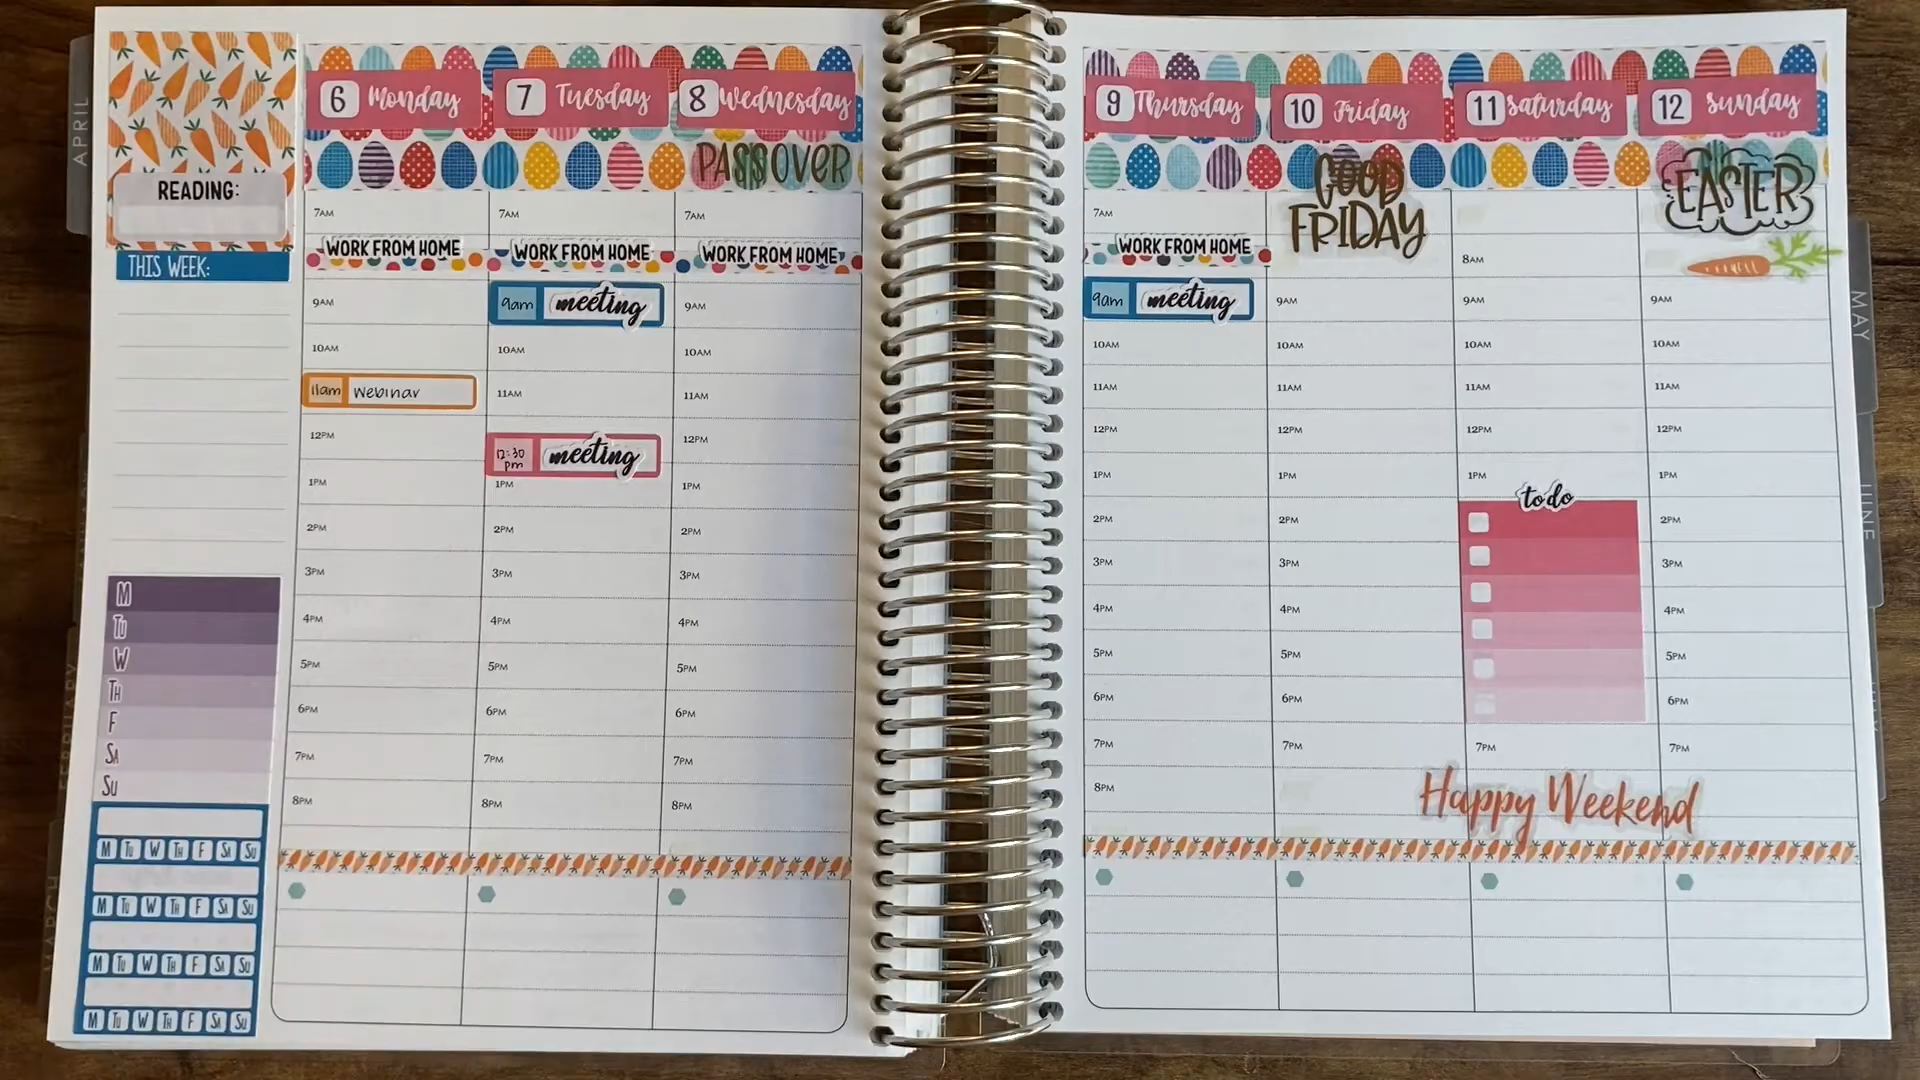 APRIL
READING:
THIS WEEK:
M
Tu
W
Th
F
Sa
Su
M Tu W Th F Sa Su
M Tu W Th F Sa Su
M Tu W Th F Sa Su
M Tu W Th F Sa Su
6 Monday
7AM
WORK FROM HOME
9AM
10AM
11am Webinar
12PM
1PM
2PM
3PM
4PM
5PM
6PM
7PM
8PM
7 Tuesday
7AM
WORK FROM HOME
9am meeting
10AM
11AM
12:30 pm meeting
1PM
2PM
3PM
4PM
5PM
6PM
7PM
8PM
8 Wednesday
PASSOVER
7AM
WORK FROM HOME
9AM
10AM
11AM
12PM
1PM
2PM
3PM
4PM
5PM
6PM
7PM
8PM
9 Thursday
7AM
WORK FROM HOME
9am meeting
10AM
11AM
12PM
1PM
2PM
3PM
4PM
5PM
6PM
7PM
8PM
10 Friday
GOOD
FRIDAY
9AM
10AM
11AM
12PM
1PM
2PM
3PM
4PM
5PM
6PM
7PM
11 Saturday
8AM
9AM
10AM
11AM
12PM
1PM
to do
7PM
Happy Weekend
12 Sunday
EASTER
9AM
10AM
11AM
12PM
1PM
2PM
3PM
4PM
5PM
6PM
7PM
MAY
JUNE
FEBRUARY
MARCH